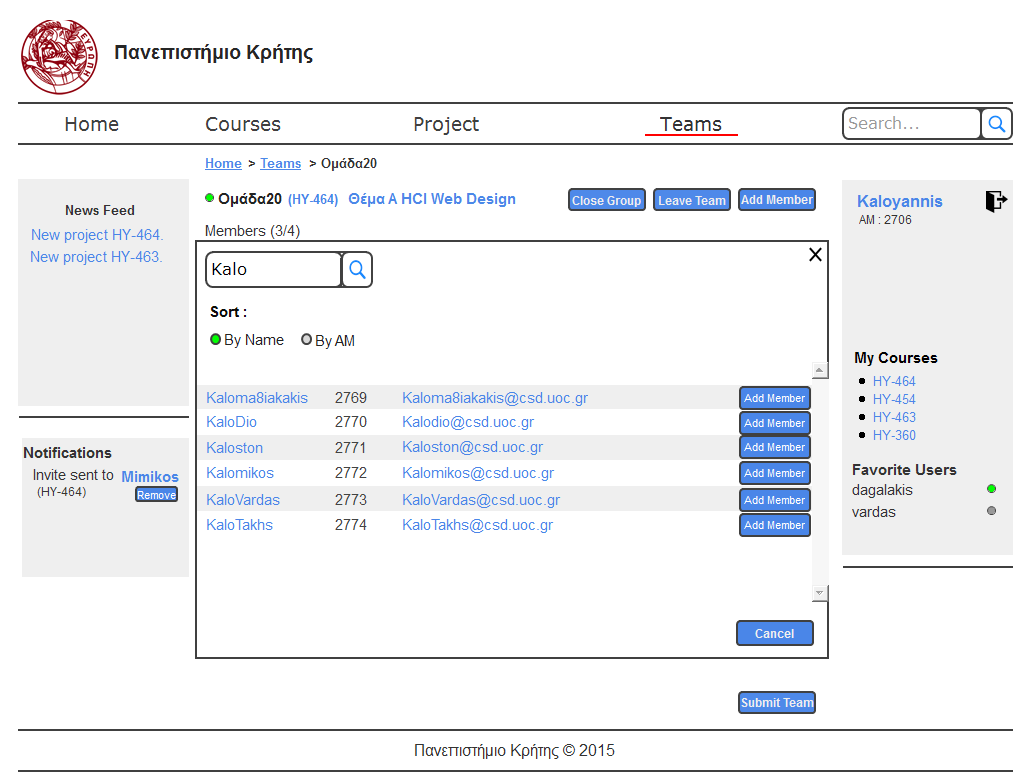 ΕΥΡΩΠΗ
Πανεπιστήμιο Κρήτης
Home Courses Project Teams Search...
Home > Teams > Ομάδα20
News Feed
New project HY-464.
New project HY-463.
Notifications
Invite sent to Mimikos
(HY-464) Remove
Ομάδα20 (HY-464) Θέμα Α HCI Web Design Close Group Leave Team Add Member
Members (3/4)
Kalo X
Sort :
By Name By AM
Kaloma8iakakis 2769 Kaloma8iakakis@csd.uoc.gr Add Member
KaloDio 2770 Kalodio@csd.uoc.gr Add Member
Kaloston 2771 Kaloston@csd.uoc.gr Add Member
Kalomikos 2772 Kalomikos@csd.uoc.gr Add Member
KaloVardas 2773 KaloVardas@csd.uoc.gr Add Member
KaloTakhs 2774 KaloTakhs@csd.uoc.gr Add Member
Cancel
Submit Team
Kaloyannis
AM : 2706
My Courses
HY-464
HY-454
HY-463
HY-360
Favorite Users
dagalakis
vardas
Πανεπιστήμιο Κρήτης © 2015